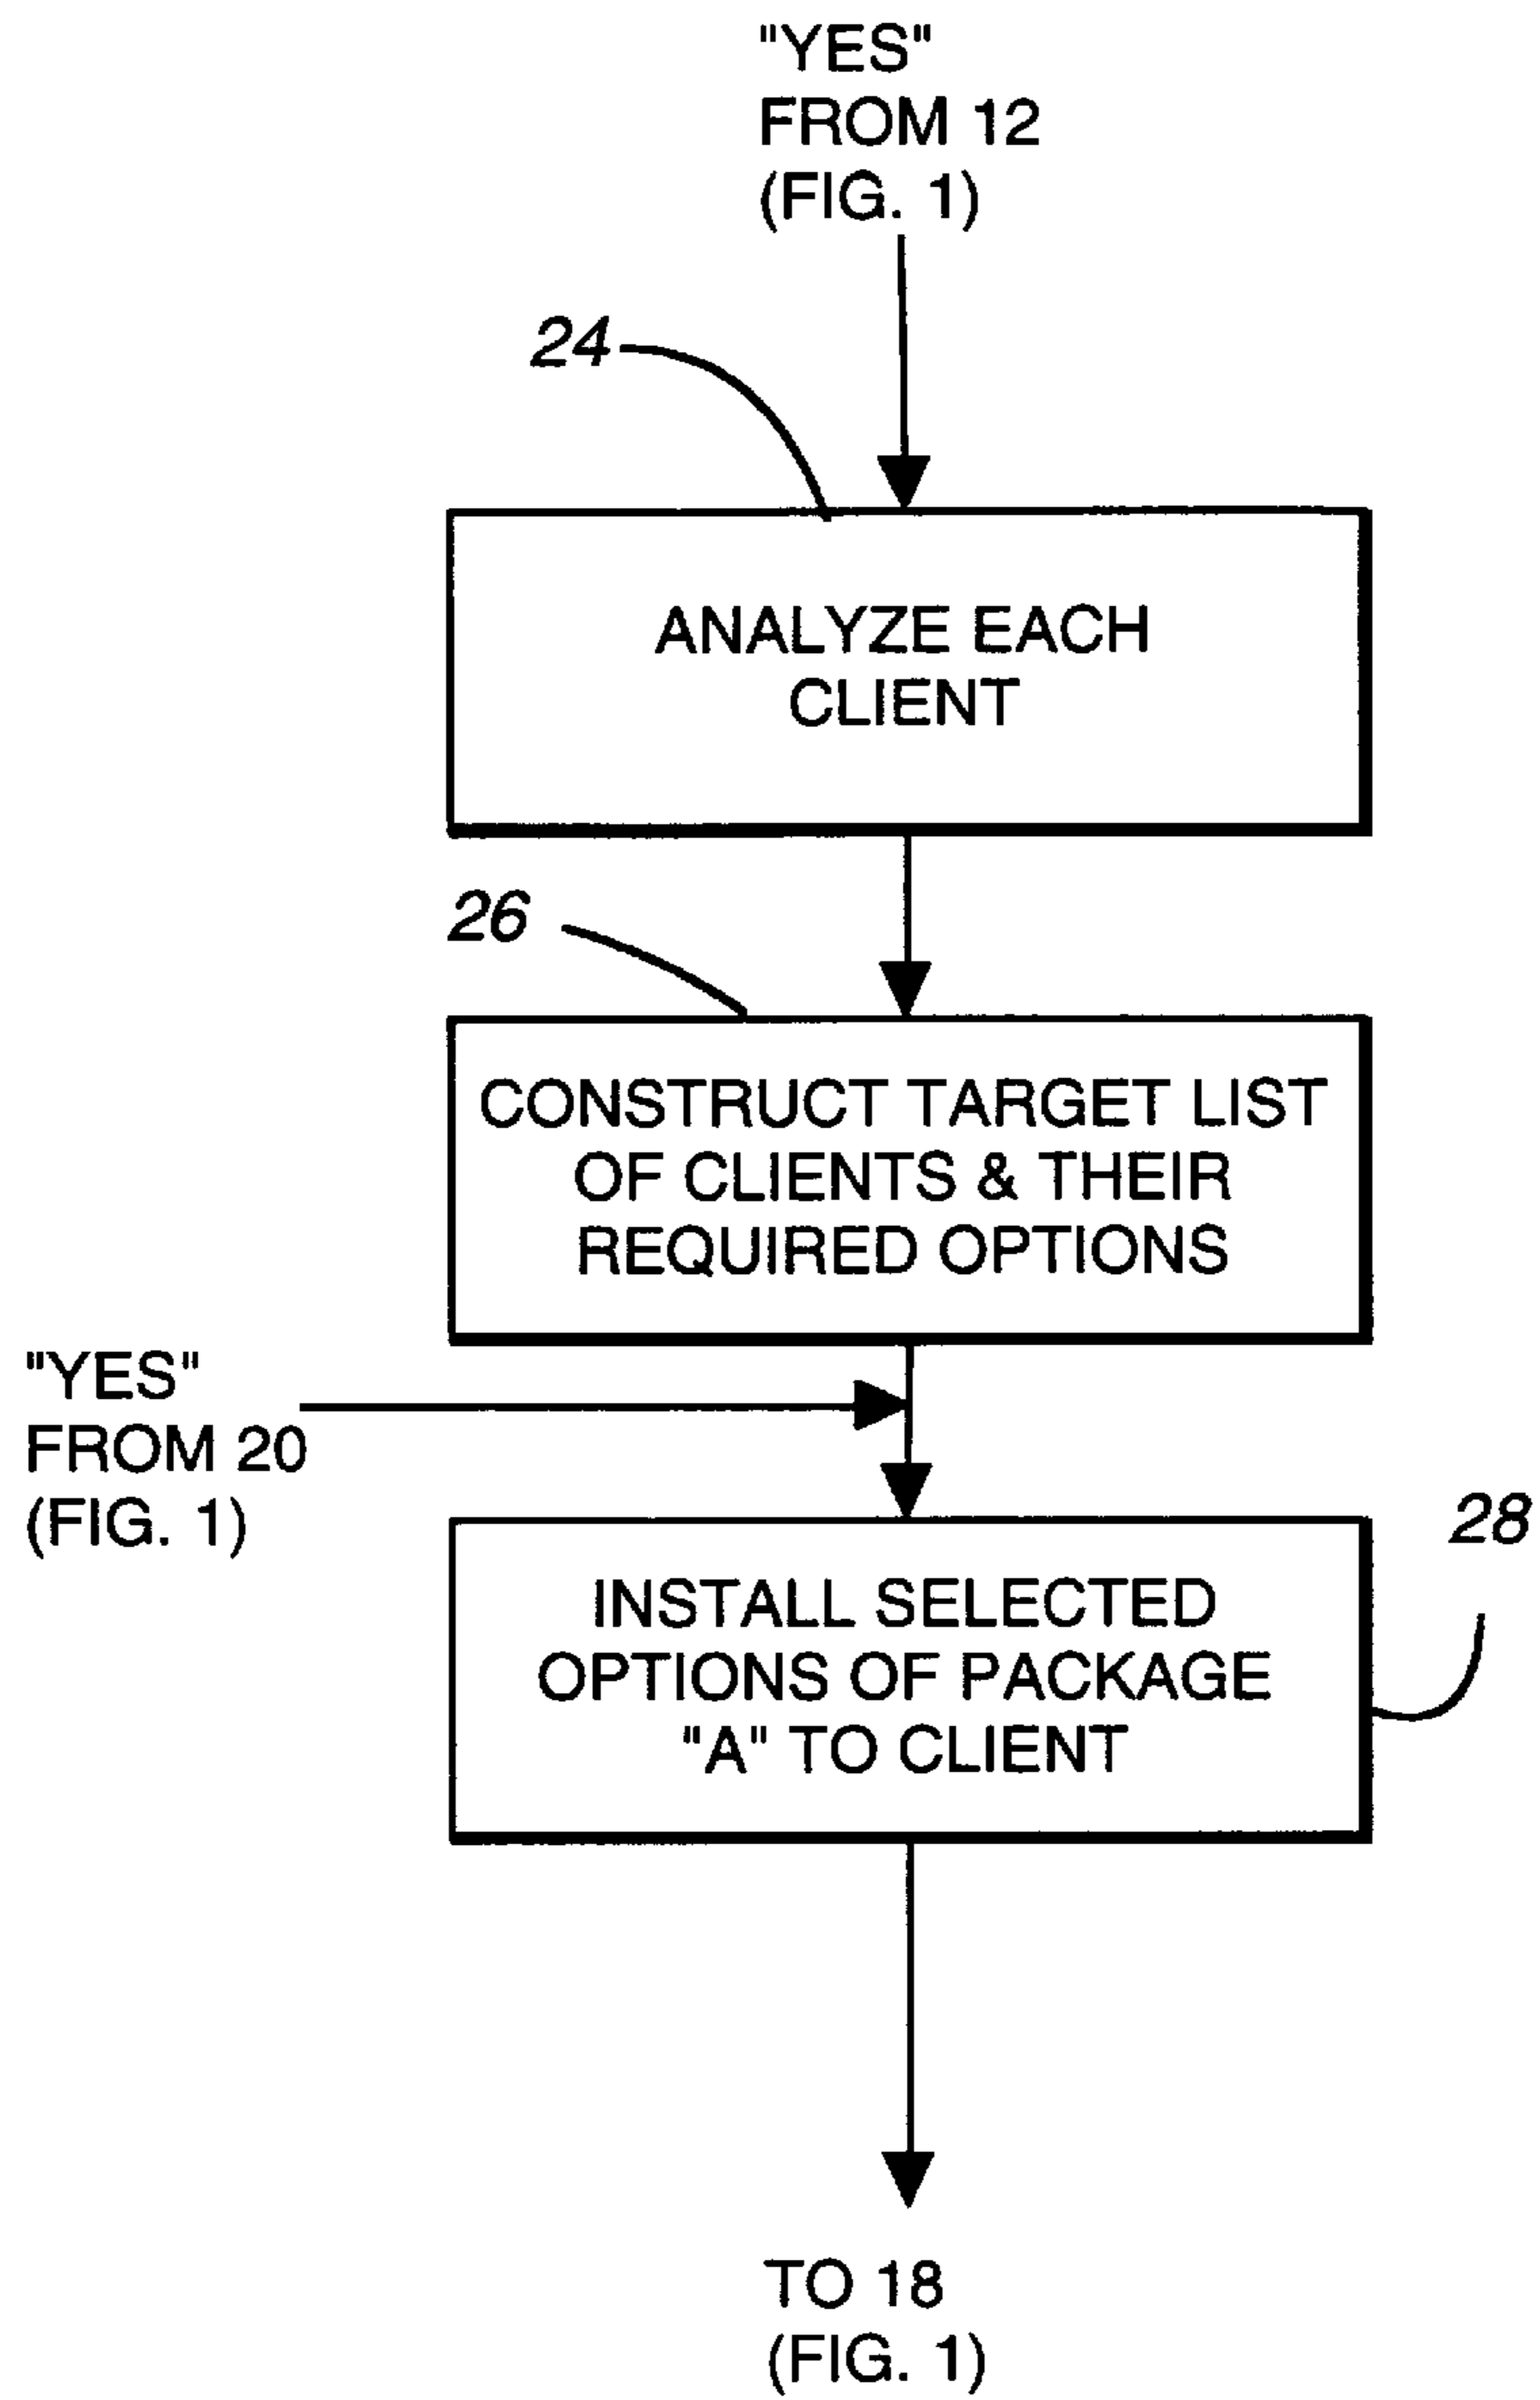 "YES"
FROM 12
(FIG. 1)
24
ANALYZE EACH
CLIENT
26
CONSTRUCT TARGET LIST
OF CLIENTS & THEIR
REQUIRED OPTIONS
"YES"
FROM 20
(FIG. 1)
28
INSTALL SELECTED
OPTIONS OF PACKAGE
"A" TO CLIENT
TO 18
(FIG. 1)